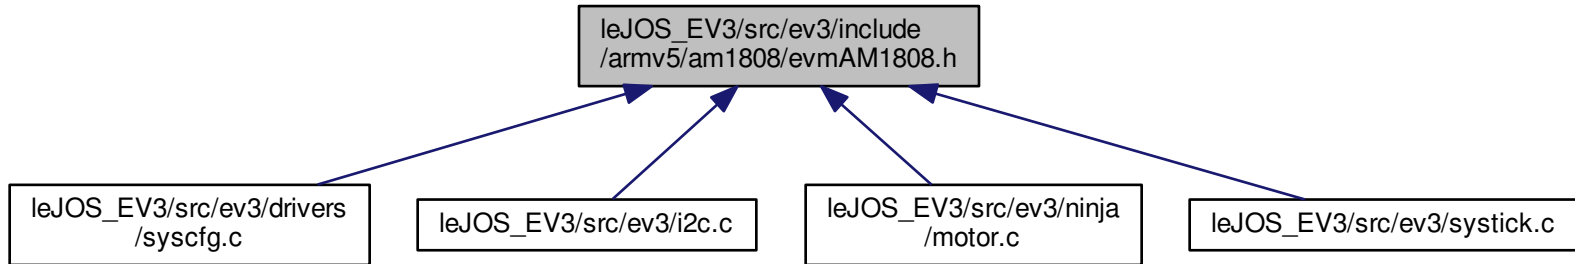 leJOS_EV3/src/ev3/include
/armv5/am1808/evmAM1808.h
leJOS_EV3/src/ev3/drivers
/syscfg.c
leJOS_EV3/src/ev3/i2c.c
leJOS_EV3/src/ev3/ninja
/motor.c
leJOS_EV3/src/ev3/systick.c